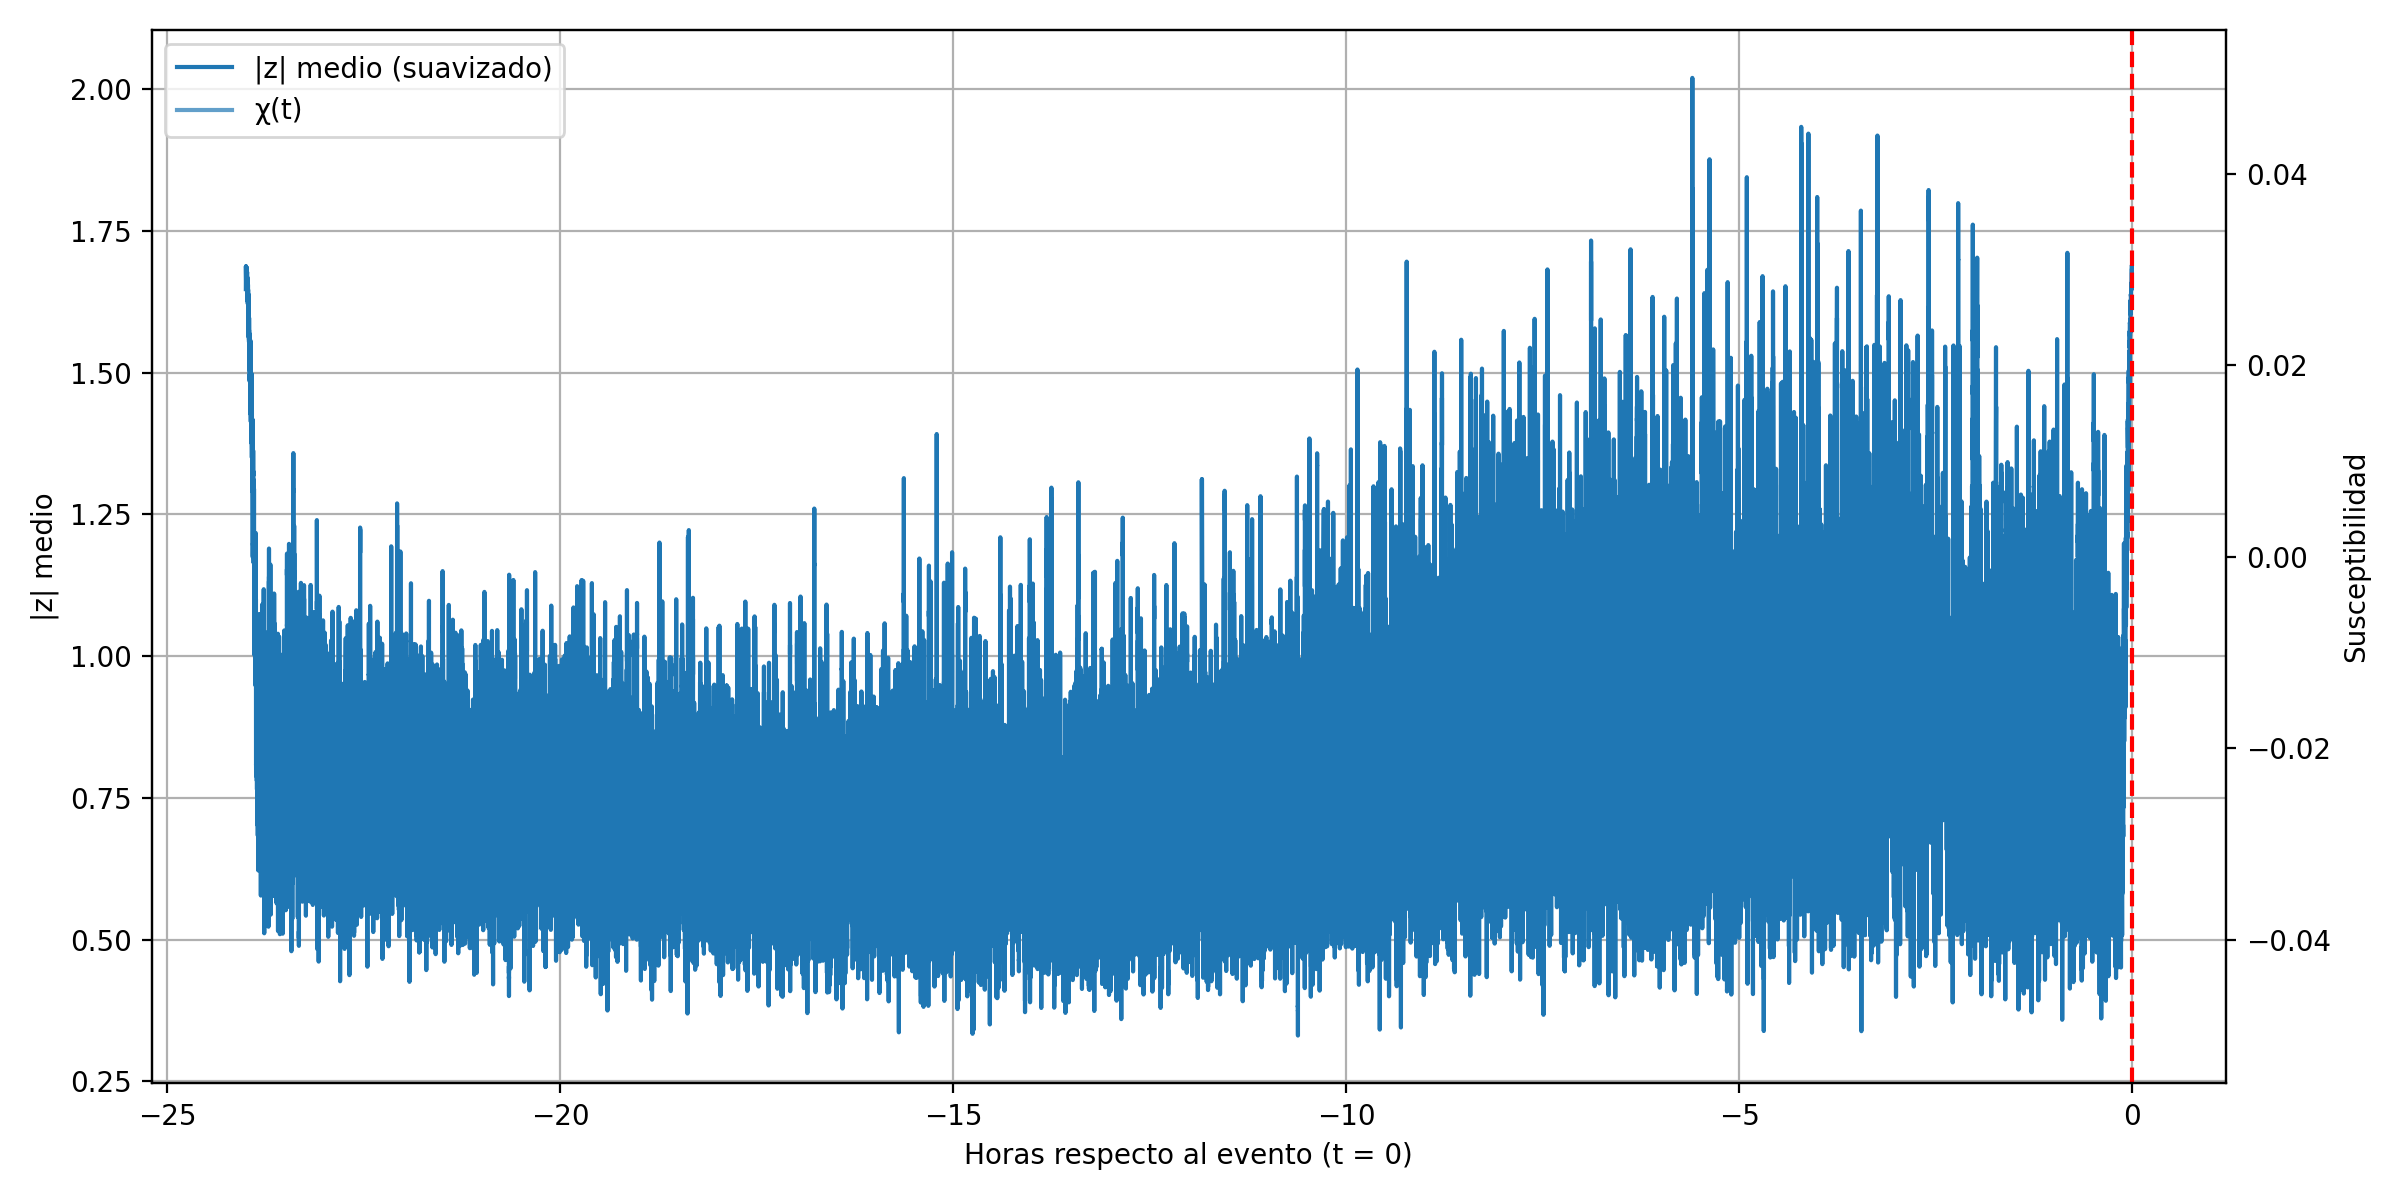 |z| medio (suavizado)
χ(t)
2.00
1.75
1.50
1.25
1.00
0.75
0.50
0.25
|z| medio
0.04
0.02
0.00
−0.02
−0.04
Susceptibilidad
−25 −20 −15 −10 −5 0
Horas respecto al evento (t = 0)